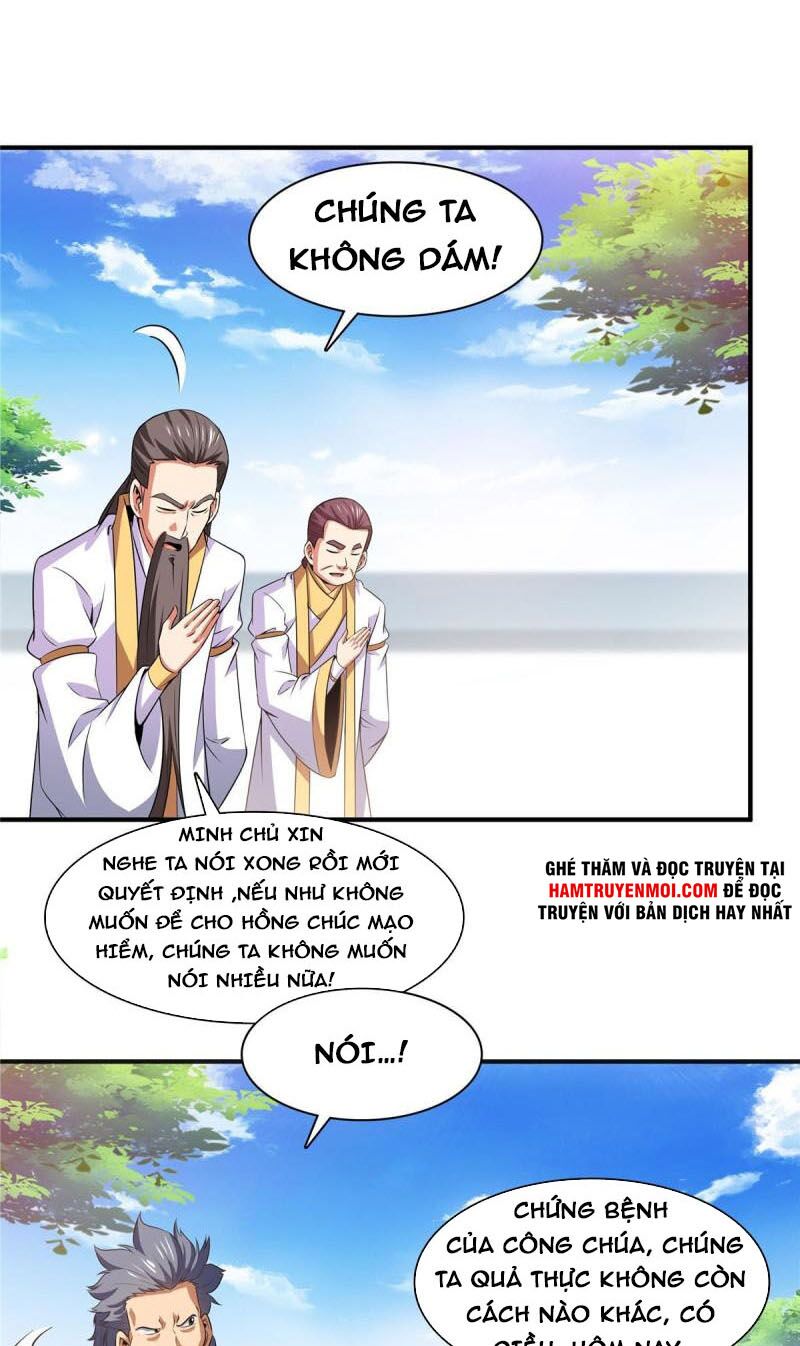 CHÚNG TA
KHÔNG DÁM!
MINH CHỦ XIN
NGHE TA NÓI XONG RỒI MỚI
QUYẾT ĐỊNH ,NẾU NHƯ KHÔNG
MUỐN ĐỂ CHO HỒNG CHÚC MẠO
HIỂM, CHÚNG TA KHÔNG MUỐN
NÓI NHIỀU NỮA!
GHÉ THĂM VÀ ĐỌC TRUYỆN TẠI
HAMTRUYENMOI.COM ĐỂ ĐỌC
TRUYỆN VỚI BẢN DỊCH HAY NHẤT
NÓI...!
CHỨNG BỆNH
CỦA CÔNG CHÚA, CHÚNG
TA QUẢ THỰC KHÔNG CÒN
CÁCH NÀO KHÁC, CÓ
ĐIỀU, HÔM NAY